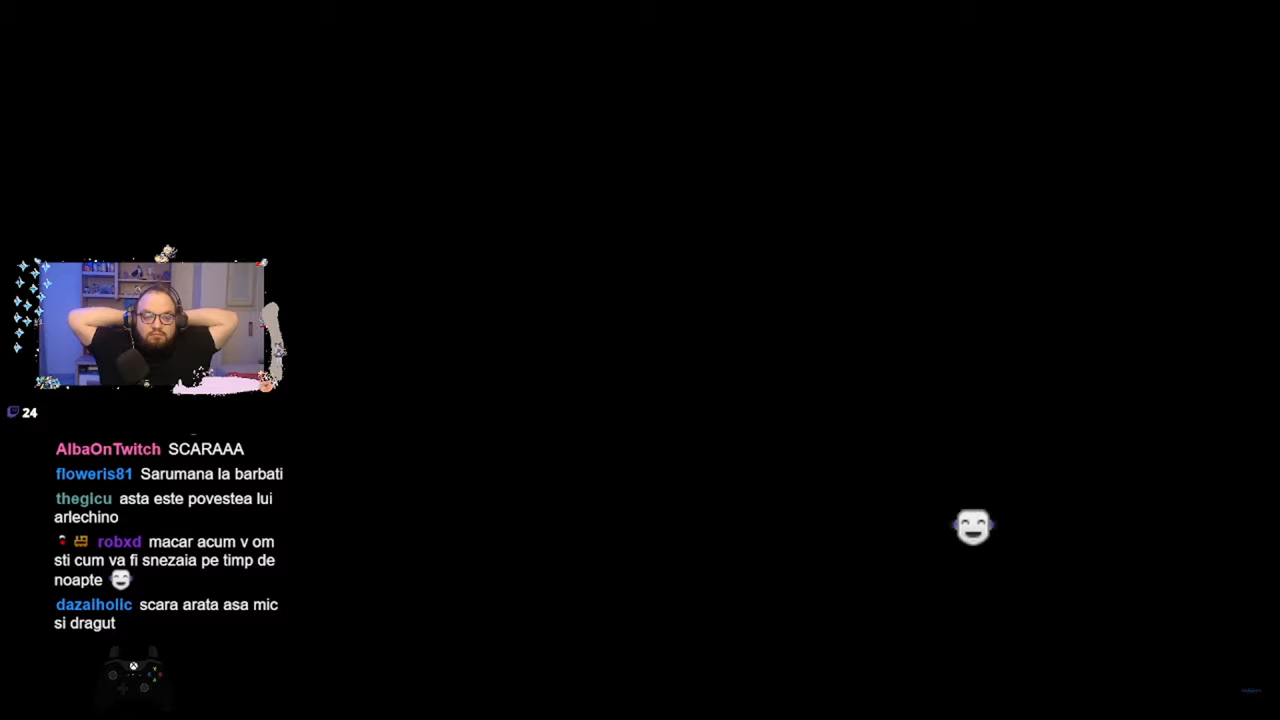 24
AlbaOnTwitch SCARAAA
floweris81 Sarumana la barbati
theglcu asta este povestea lui
arlechino
robxd macar acum v om
sti cum va fi snezaia pe timp de
noapte
dazaiholic scara arata asa mic
si dragut